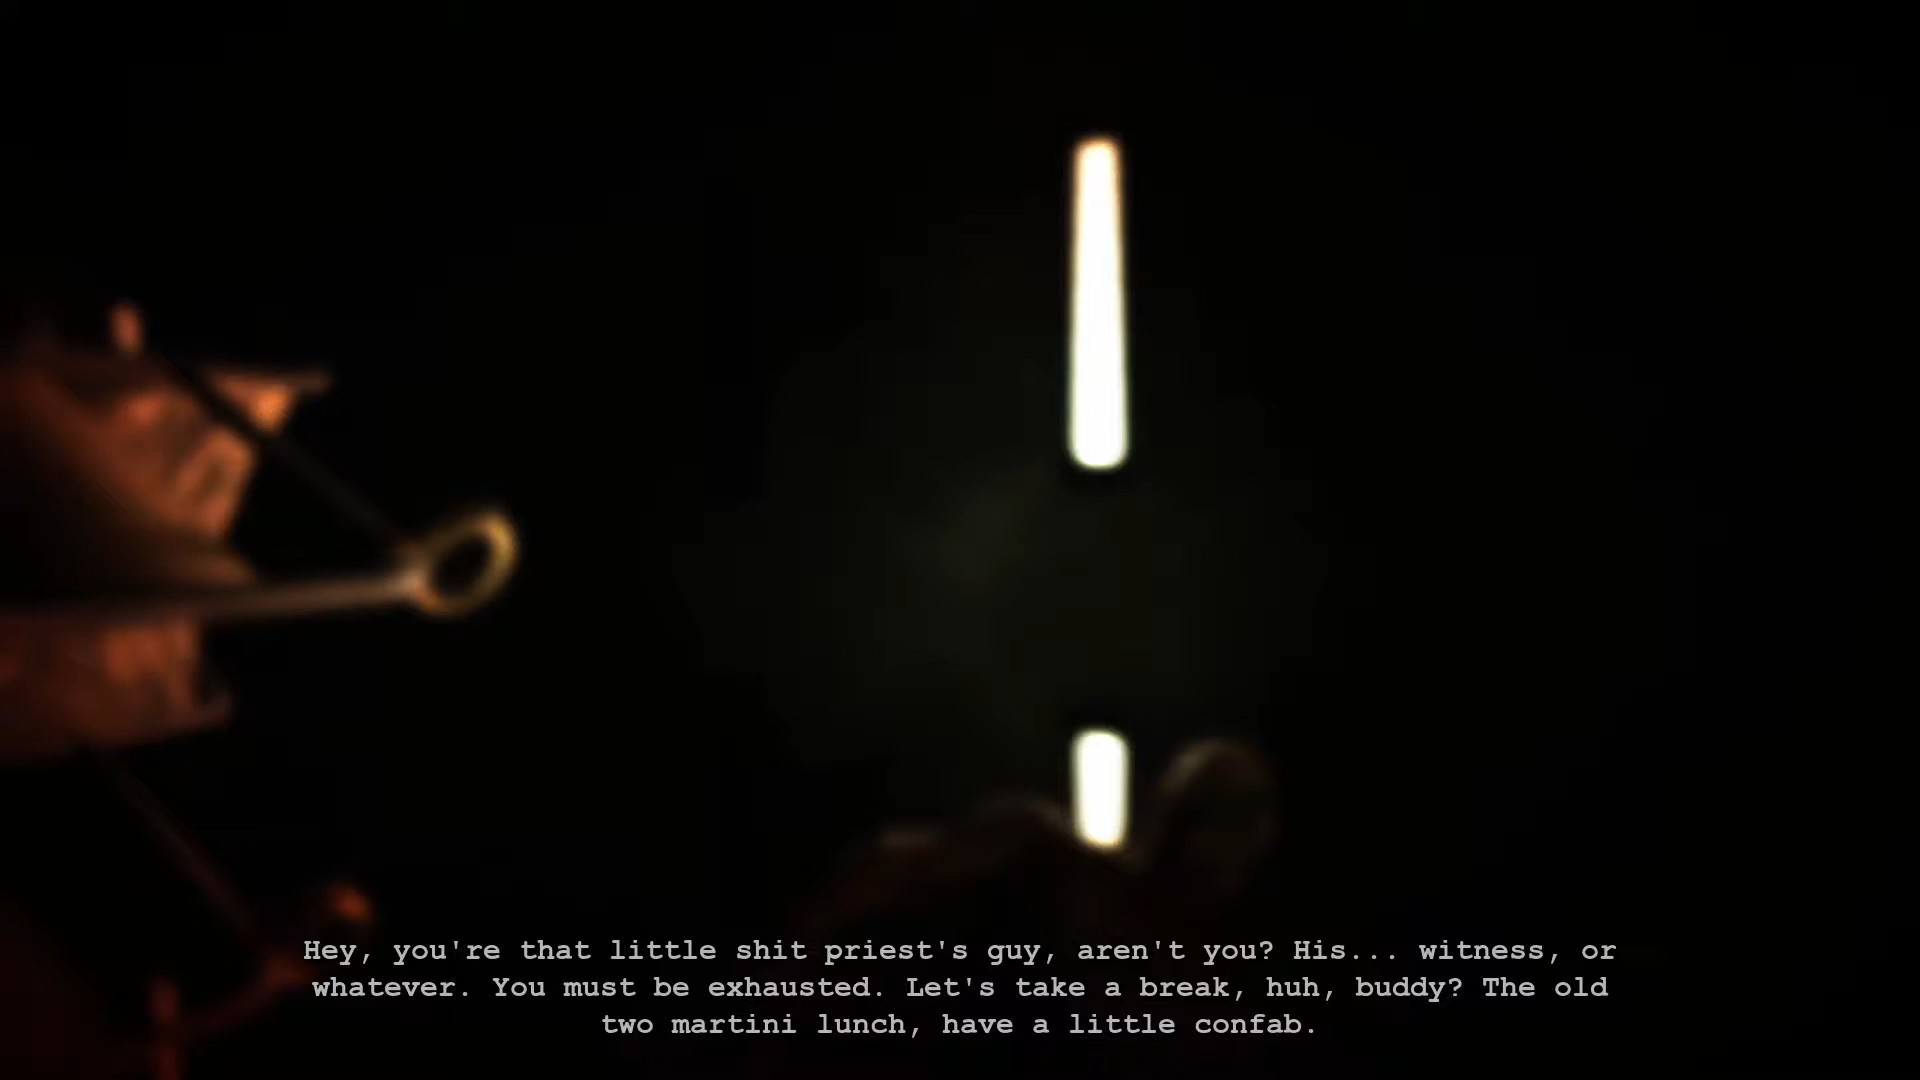 Hey, you're that little shit priest's guy, aren't you? His... witness, or
whatever. You must be exhausted. Let's take a break, huh, buddy? The old
two martini lunch, have a little confab.